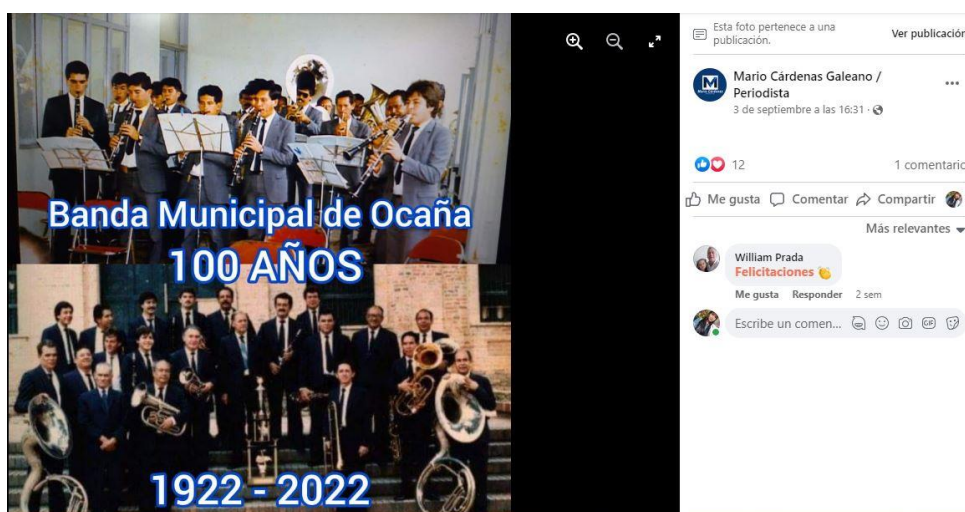 Banda Municipal de Ocaña
100 AÑOS
1922 - 2022
Esta foto pertenece a una
publicación.
Ver publicación
Mario Cárdenas Galeano /
Periodista
3 de septiembre a las 16:31 ·
12
1 comentario
Me gusta
Comentar
Compartir
Más relevantes
William Prada
Felicitaciones
Me gusta Responder 2 sem
Escribe un comen...
GIF